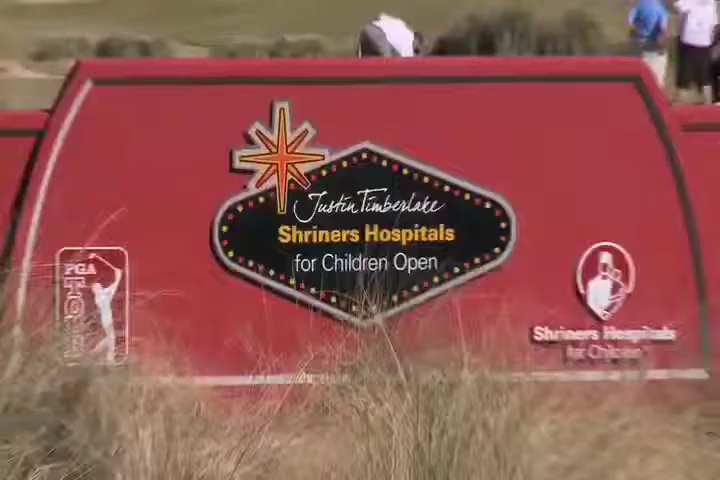 Justin Timberlake
Shriners Hospitals
for Children Open
PGA
TOUR
Shriners Hospitals
for Children